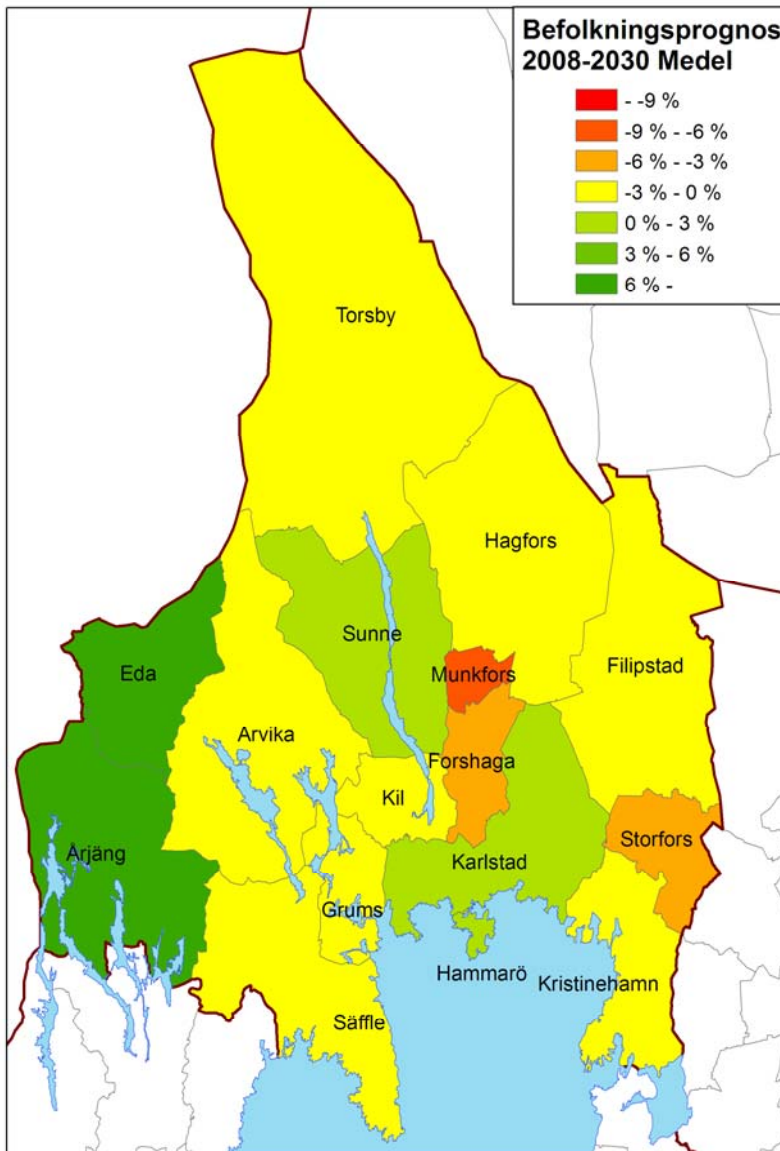 Befolkningsprognos
2008-2030 Medel
- -9 %
-9 % - -6 %
-6 % - -3 %
-3 % - 0 %
0 % - 3 %
3 % - 6 %
6 % -
Torsby
Hagfors
Sunne
Munkfors
Filipstad
Eda
Arvika
Forshaga
Kil
Storfors
Årjäng
Karlstad
Grums
Hammarö
Kristinehamn
Säffle